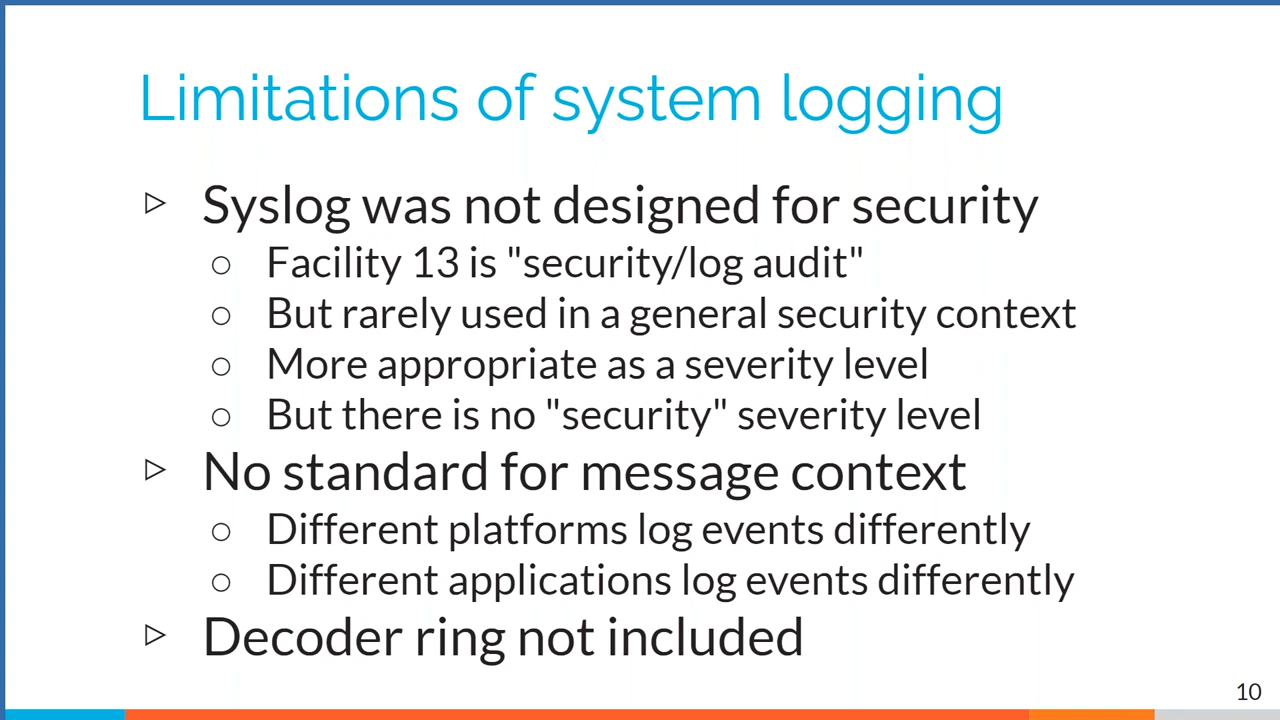 Limitations of system logging
▷ Syslog was not designed for security
○ Facility 13 is "security/log audit"
○ But rarely used in a general security context
○ More appropriate as a severity level
○ But there is no "security" severity level
▷ No standard for message context
○ Different platforms log events differently
○ Different applications log events differently
▷ Decoder ring not included
10